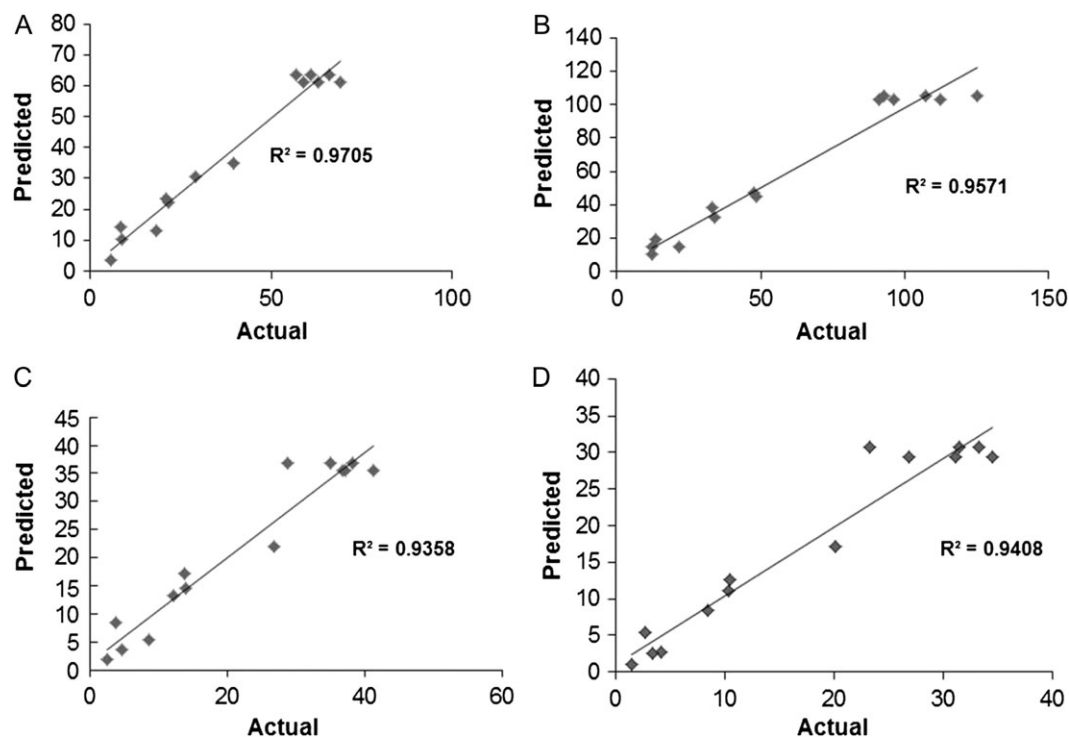 A
80
70
60
50
40
30
20
10
0
Predicted
R² = 0.9705
0 50 100
Actual
B
140
120
100
80
60
40
20
0
Predicted
R² = 0.9571
0 50 100 150
Actual
C
45
40
35
30
25
20
15
10
5
0
Predicted
R² = 0.9358
0 20 40 60
Actual
D
40
35
30
25
20
15
10
5
0
Predicted
R² = 0.9408
0 10 20 30 40
Actual